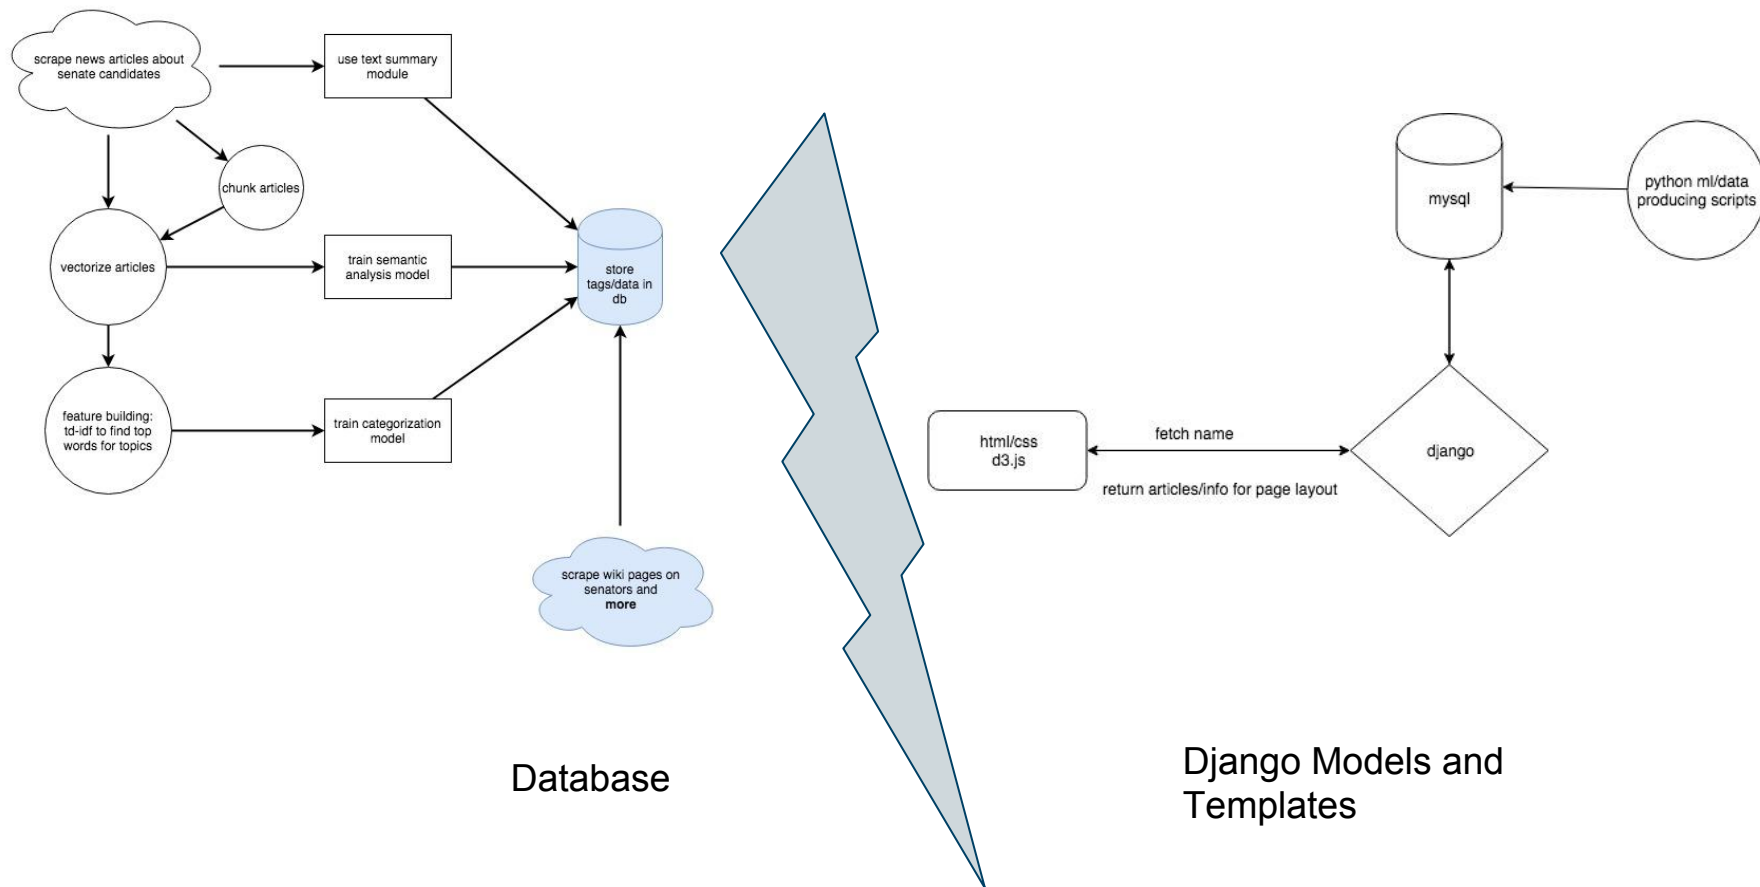 scrape news articles about
senate candidates
use text summary
module
chunk articles
vectorize articles
train semantic
analysis model
store
tags/data in
db
feature building:
td-idf to find top
words for topics
train categorization
model
scrape wiki pages on
senators and
more
Database
mysql
python ml/data
producing scripts
html/css
d3.js
fetch name
return articles/info for page layout
django
Django Models and
Templates